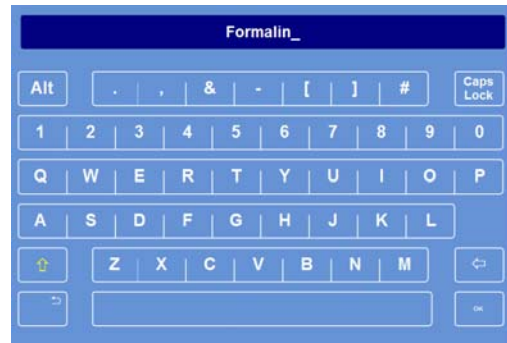 Formalin_
Alt . , & - [ ] # Caps Lock
1 2 3 4 5 6 7 8 9 0
Q W E R T Y U I O P
A S D F G H J K L
Z X C V B N M
OK